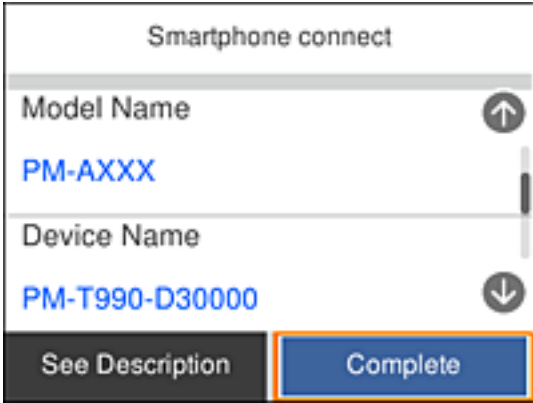 Smartphone connect
Model Name
PM-AXXX
Device Name
PM-T990-D30000
See Description
Complete